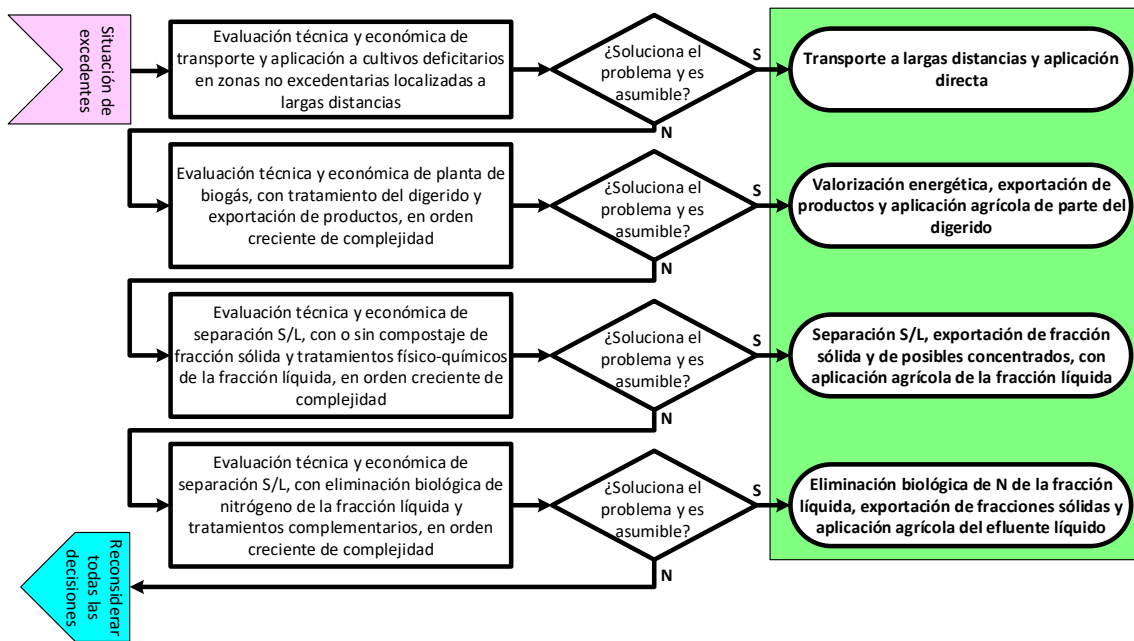 Situación de
excedentes
Evaluación técnica y económica de
transporte y aplicación a cultivos deficitarios
en zonas no excedentarias localizadas a
largas distancias
¿Soluciona el
problema y es
asumible?
S
N
Transporte a largas distancias y aplicación
directa
Evaluación técnica y económica de planta de
biogás, con tratamiento del digerido y
exportación de productos, en orden
creciente de complejidad
¿Soluciona el
problema y es
asumible?
S
N
Valorización energética, exportación de
productos y aplicación agrícola de parte del
digerido
Evaluación técnica y económica de
separación S/L, con o sin compostaje de
fracción sólida y tratamientos físico-químicos
de la fracción líquida, en orden creciente de
complejidad
¿Soluciona el
problema y es
asumible?
S
N
Separación S/L, exportación de fracción
sólida y de posibles concentrados, con
aplicación agrícola de la fracción líquida
Evaluación técnica y económica de
separación S/L, con eliminación biológica de
nitrógeno de la fracción líquida y
tratamientos complementarios, en orden
creciente de complejidad
¿Soluciona el
problema y es
asumible?
S
N
Eliminación biológica de N de la fracción
líquida, exportación de fracciones sólidas y
aplicación agrícola del efluente líquido
Reconsiderar
todas las
decisiones